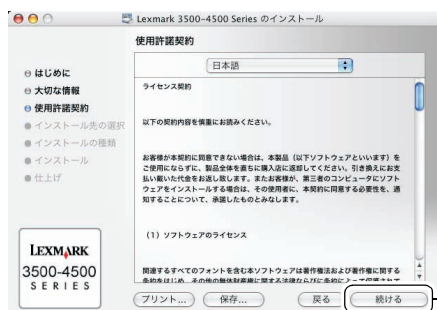 Lexmark 3500-4500 Series のインストール
使用許諾契約
はじめに
大切な情報
使用許諾契約
インストール先の選択
インストールの種類
インストール
仕上げ
日本語
ライセンス契約
以下の契約内容を慎重にお読みください。
お客様が本契約に同意できない場合は、本製品 (以下ソフトウェアといいます) を
ご使用にならずに、製品全体を直ちに購入店に返却してください。引き換えにお支
払い戴いた代金をお返し致します。またお客様が、第三者のコンピュータにソフト
ウェアをインストールする場合は、その使用者に、本契約に同意する必要性を、通
知することについて、承諾したものとみなします。
(1) ソフトウェアのライセンス
関連するすべてのフォントを含む本ソフトウェアは著作権法および著作権に関する
LEXMARK
3500-4500
SERIES
プリント...
保存...
戻る
続ける